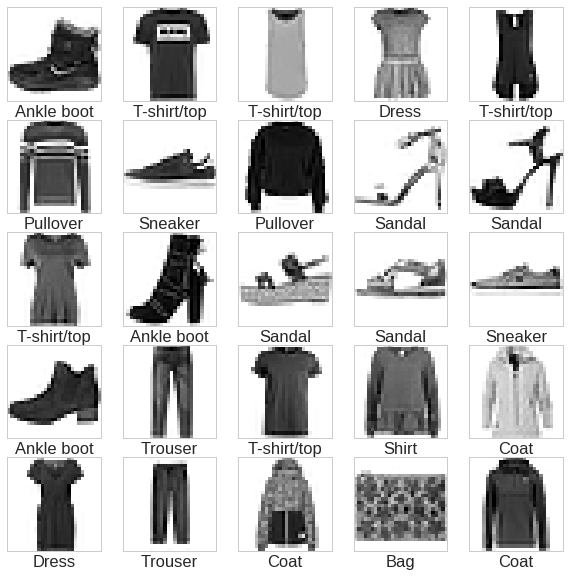 Ankle boot
T-shirt/top
T-shirt/top
Dress
T-shirt/top
Pullover
Sneaker
Pullover
Sandal
Sandal
T-shirt/top
Ankle boot
Sandal
Sandal
Sneaker
Ankle boot
Trouser
T-shirt/top
Shirt
Coat
Dress
Trouser
Coat
Bag
Coat